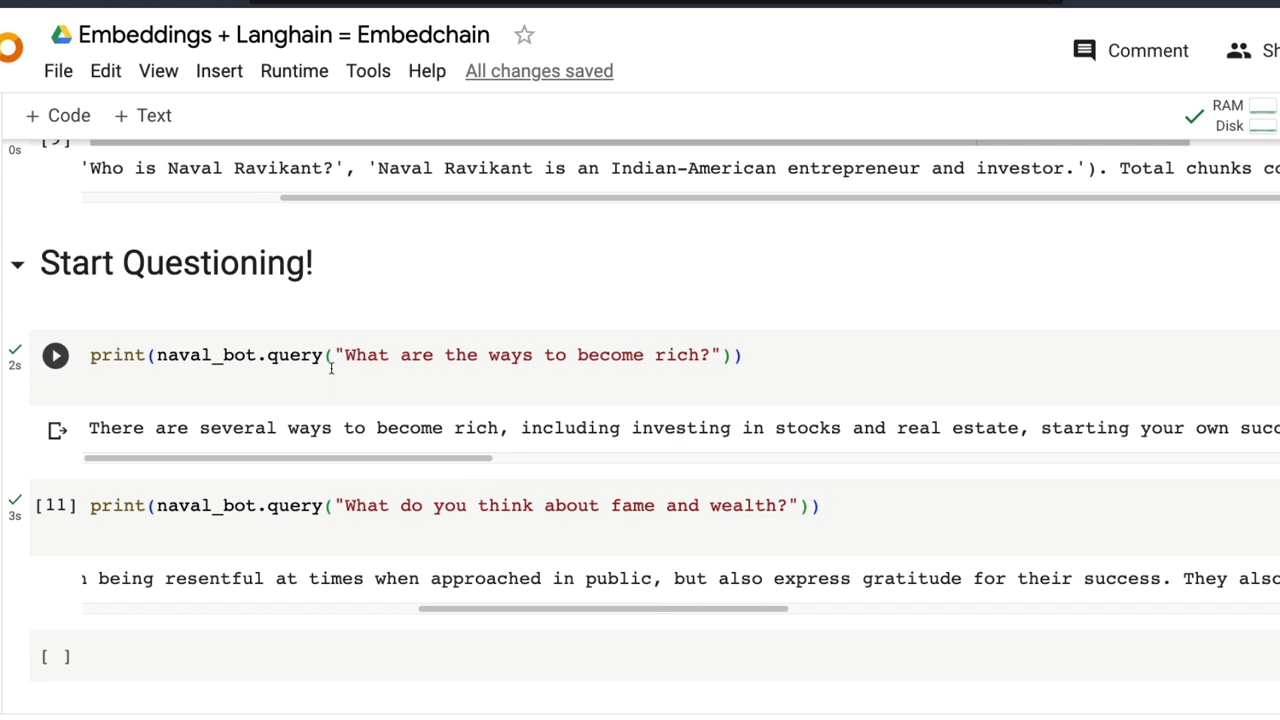 Embeddings + Langhain = Embedchain
Comment
File Edit View Insert Runtime Tools Help All changes saved
+ Code + Text
RAM
Disk
0s
'Who is Naval Ravikant?', 'Naval Ravikant is an Indian-American entrepreneur and investor.'). Total chunks
Start Questioning!
print(naval_bot.query("What are the ways to become rich?"))
2s
There are several ways to become rich, including investing in stocks and real estate, starting your own
[11] print(naval_bot.query("What do you think about fame and wealth?"))
3s
being resentful at times when approached in public, but also express gratitude for their success. They also
[ ]